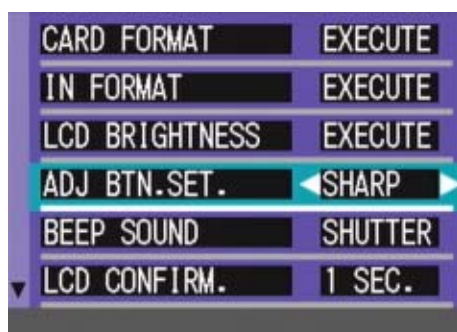 CARD FORMAT EXECUTE
IN FORMAT EXECUTE
LCD BRIGHTNESS EXECUTE
ADJ BTN.SET. SHARP
BEEP SOUND SHUTTER
LCD CONFIRM. 1 SEC.